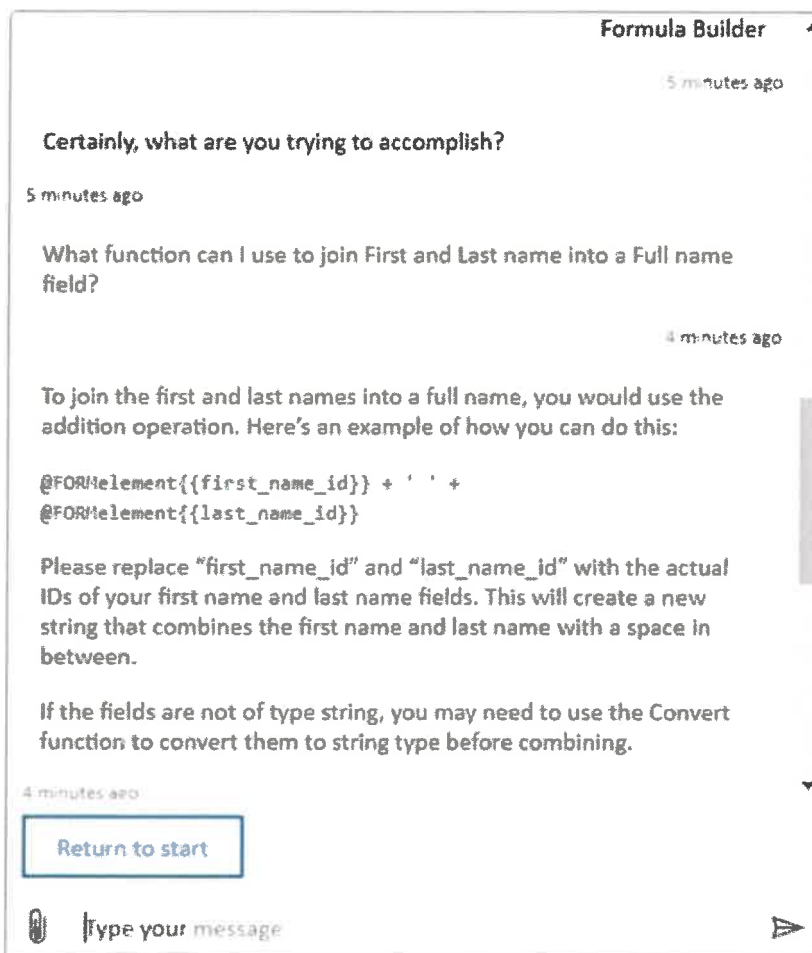 Formula Builder
5 minutes ago
Certainly, what are you trying to accomplish?
5 minutes ago
What function can I use to join First and Last name into a Full name
field?
4 minutes ago
To join the first and last names into a full name, you would use the
addition operation. Here's an example of how you can do this:
@FORMelement{{first_name_id}} + ' ' +
@FORMelement{{last_name_id}}
Please replace “first_name_id” and “last_name_id” with the actual
IDs of your first name and last name fields. This will create a new
string that combines the first name and last name with a space in
between.
If the fields are not of type string, you may need to use the Convert
function to convert them to string type before combining.
4 minutes ago
Return to start
Type your message